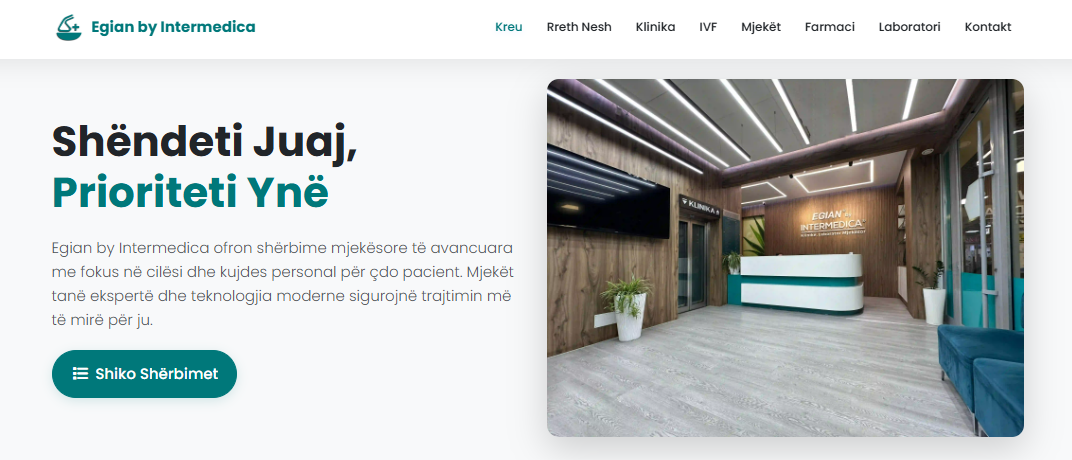 Egian by Intermedica
Kreu Rreth Nesh Klinika IVF Mjekët Farmaci Laboratori Kontakt
Shëndeti Juaj,
Prioriteti Ynë
Egian by Intermedica ofron shërbime mjekësore të avancuara
me fokus në cilësi dhe kujdes personal për çdo pacient. Mjekët
tanë ekspertë dhe teknologjia moderne sigurojnë trajtimin më
të mirë për ju.
Shiko Shërbimet
KLINIKA
EGIAN BY
INTERMEDICA